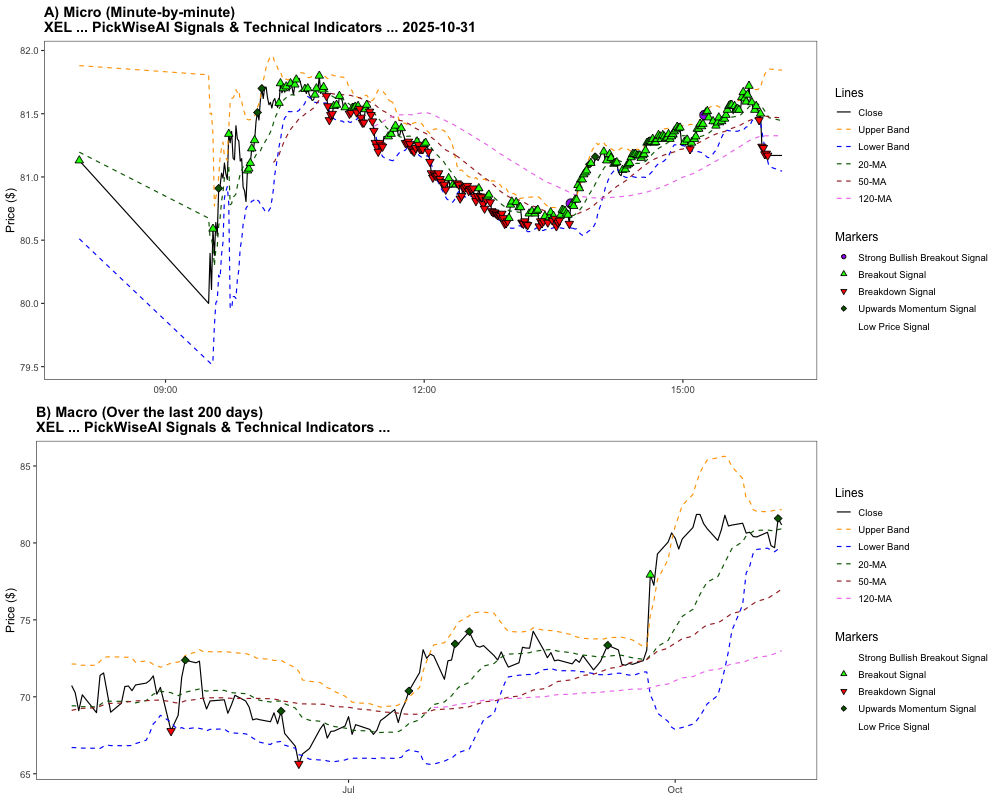 A) Micro (Minute-by-minute)
XEL ... PickWiseAI Signals & Technical Indicators ... 2025-10-31
82.0
81.5
81.0
80.5
80.0
79.5
Price ($)
09:00
12:00
15:00
Lines
Close
Upper Band
Lower Band
20-MA
50-MA
120-MA
Markers
Strong Bullish Breakout Signal
Breakout Signal
Breakdown Signal
Upwards Momentum Signal
Low Price Signal
B) Macro (Over the last 200 days)
XEL ... PickWiseAI Signals & Technical Indicators ...
85
80
75
70
65
Price ($)
Jul
Oct
Lines
Close
Upper Band
Lower Band
20-MA
50-MA
120-MA
Markers
Strong Bullish Breakout Signal
Breakout Signal
Breakdown Signal
Upwards Momentum Signal
Low Price Signal